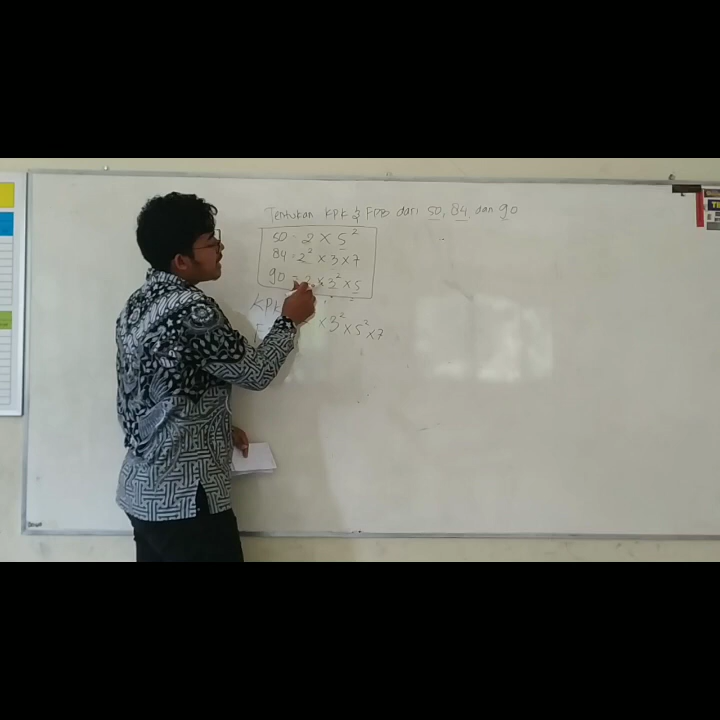 Tentukan KPK & FPB dari 50, 84, dan 90
50 = 2 × 5²
84 = 2² × 3 × 7
90 = 2 × 3² × 5
KPK
× 3² × 5² × 7
F